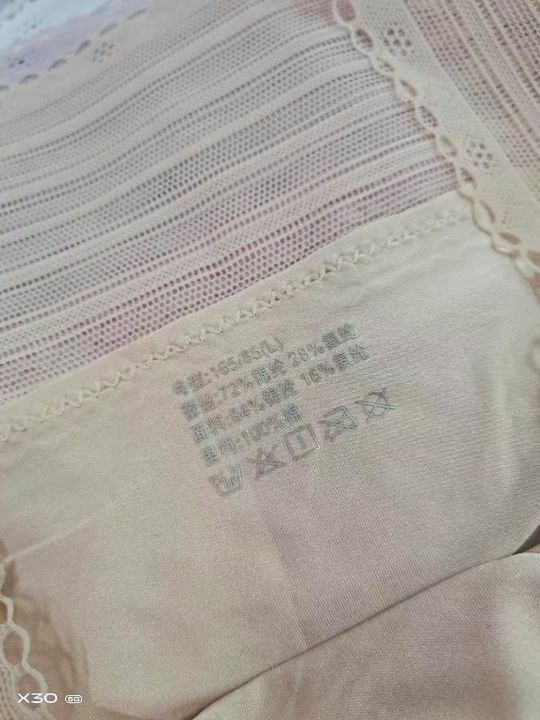 号型:165/85(L)
蕾丝:72%锦纶 28%氨纶
面料:84%锦纶 16%氨纶
里料:100%棉
X30 5G